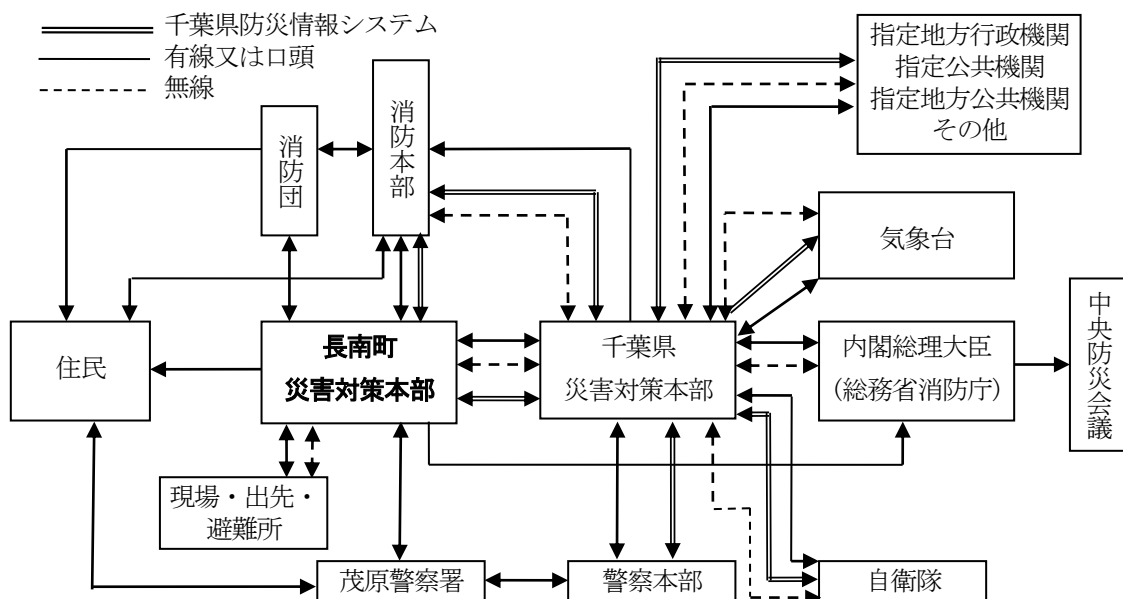 千葉県防災情報システム
有線又は口頭
無線
指定地方行政機関
指定公共機関
指定地方公共機関
その他
消防団
消防本部
気象台
中央防災会議
住民
長南町
災害対策本部
千葉県
災害対策本部
内閣総理大臣
(総務省消防庁)
現場・出先・
避難所
茂原警察署
警察本部
自衛隊